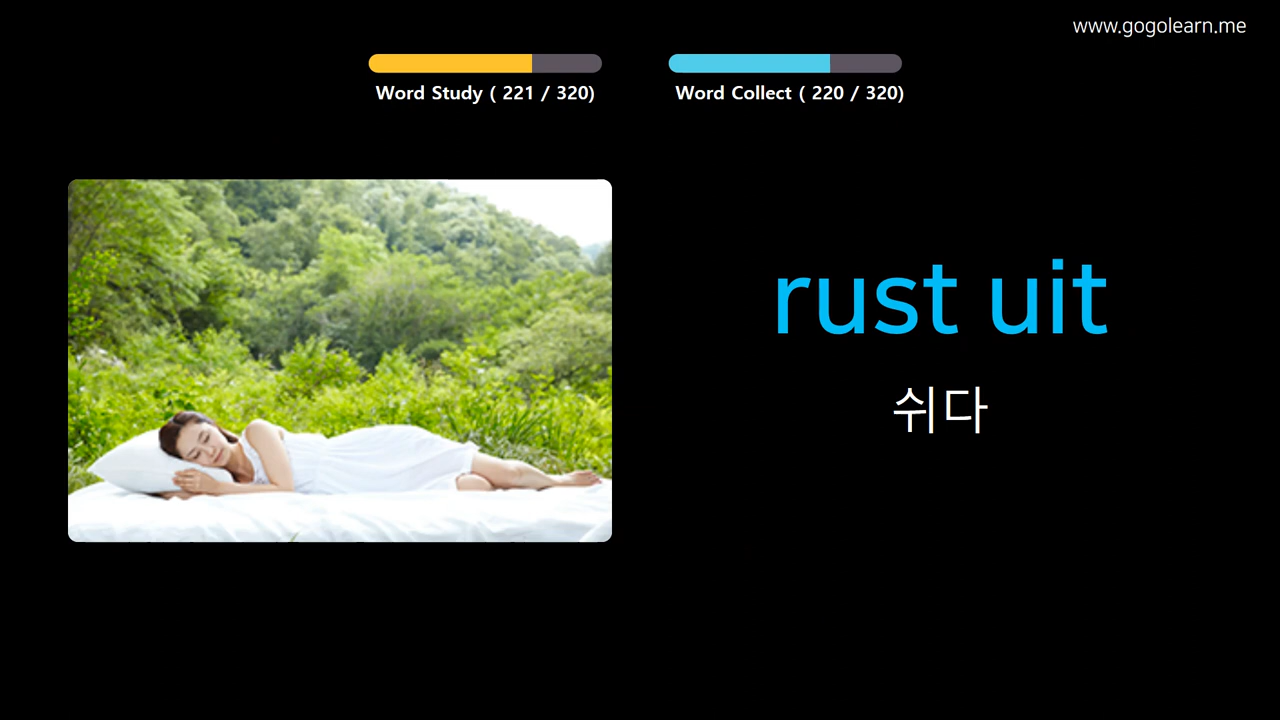 www.gogolearn.me
Word Study ( 221 / 320)
Word Collect ( 220 / 320)
rust uit
쉬다